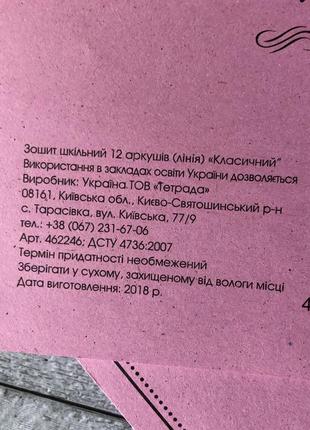 Зошит шкільний 12 аркушів (лінія) «Класичний"
Використання в закладах освіти України дозволяється
Виробник: Україна ТОВ «Тетрада»
08161, Київська обл., Києво-Святошинський р-н
с. Тарасівка, вул. Київська, 77/9
тел.: +38 (067) 231-67-06
Арт. 462246; ДСТУ 4736:2007
Термін придатності необмежений
Зберігати у сухому, захищеному від вологи місці
Дата виготовлення: 2018 р.